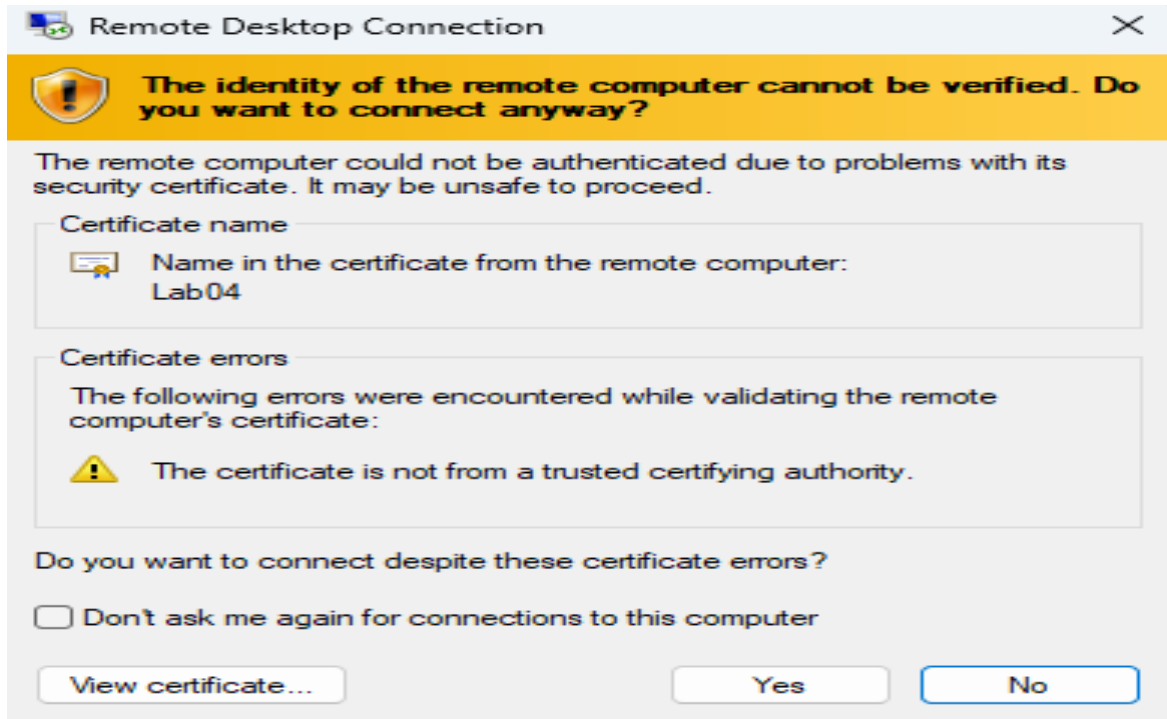 Remote Desktop Connection
The identity of the remote computer cannot be verified. Do
you want to connect anyway?
The remote computer could not be authenticated due to problems with its
security certificate. It may be unsafe to proceed.
Certificate name
Name in the certificate from the remote computer:
Lab04
Certificate errors
The following errors were encountered while validating the remote
computer's certificate:
The certificate is not from a trusted certifying authority.
Do you want to connect despite these certificate errors?
Don't ask me again for connections to this computer
View certificate... Yes No